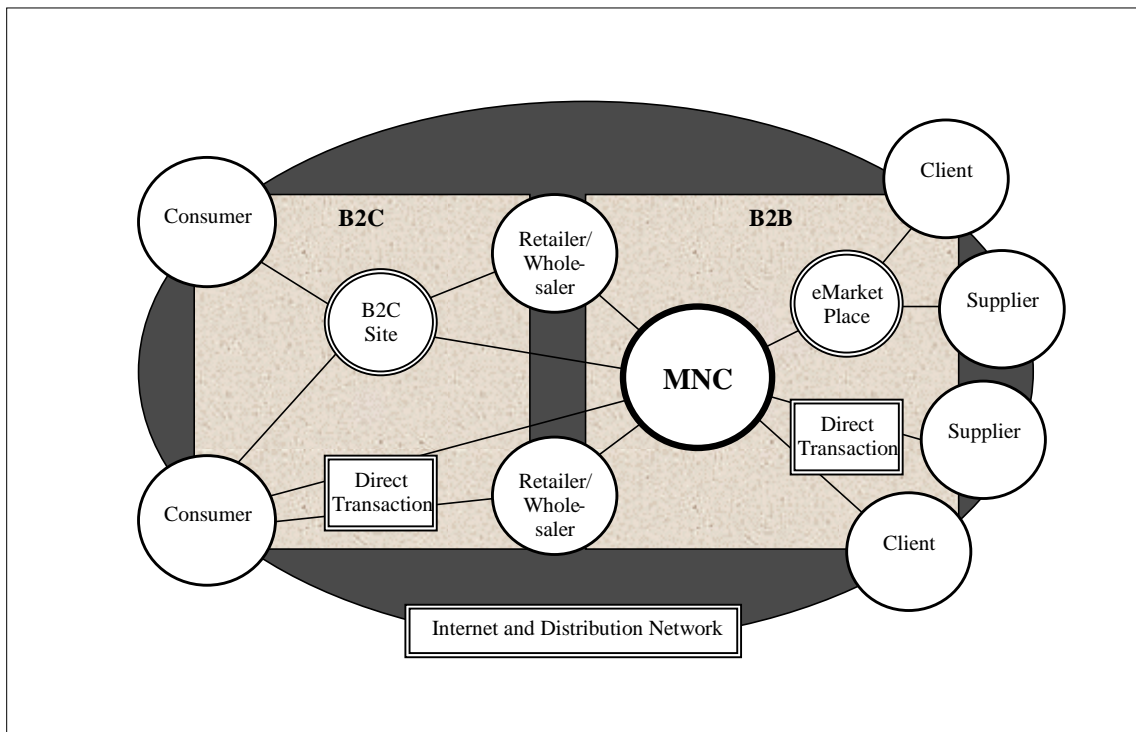 Client
Consumer
B2C
B2B
Retailer/
Whole-
saler
B2C
Site
eMarket
Place
Supplier
MNC
Direct
Transaction
Supplier
Direct
Transaction
Retailer/
Whole-
saler
Consumer
Client
Internet and Distribution Network